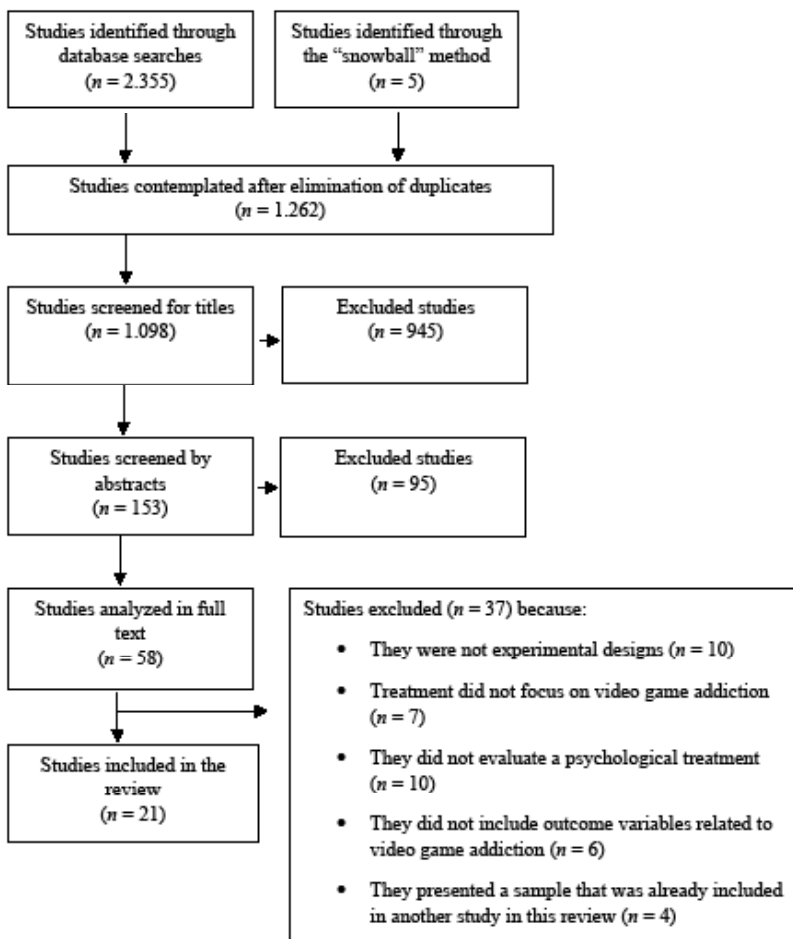 Studies identified through
database searches
(n = 2.355)
Studies identified through
the “snowball” method
(n = 5)
Studies contemplated after elimination of duplicates
(n = 1.262)
Studies screened for titles
(n = 1.098)
Excluded studies
(n = 945)
Studies screened by
abstracts
(n = 153)
Excluded studies
(n = 95)
Studies analyzed in full
text
(n = 58)
Studies excluded (n = 37) because:
• They were not experimental designs (n = 10)
• Treatment did not focus on video game addiction
(n = 7)
• They did not evaluate a psychological treatment
(n = 10)
• They did not include outcome variables related to
video game addiction (n = 6)
• They presented a sample that was already included
in another study in this review (n = 4)
Studies included in the
review
(n = 21)